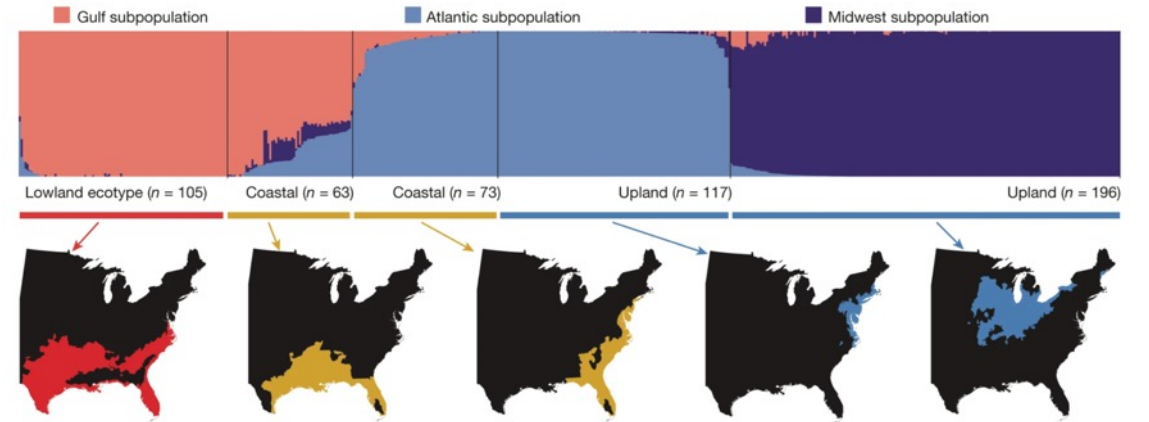 Gulf subpopulation
Atlantic subpopulation
Midwest subpopulation
Lowland ecotype (n = 105)
Coastal (n = 63)
Coastal (n = 73)
Upland (n = 117)
Upland (n = 196)